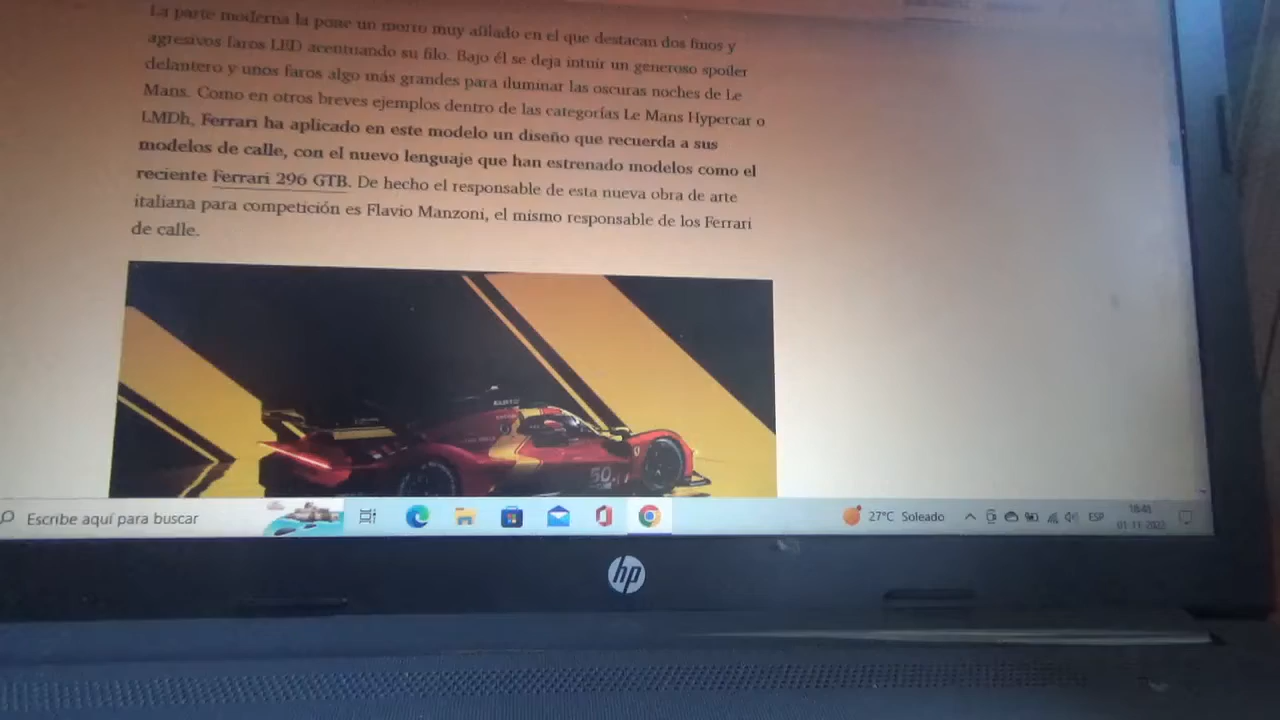 La parte moderna la pone un morro muy afilado en el que destacan dos finos y
agresivos faros LED acentuando su filo. Bajo él se deja intuir un generoso spoiler
delantero y unos faros algo más grandes para iluminar las oscuras noches de Le
Mans. Como en otros breves ejemplos dentro de las categorías Le Mans Hypercar o
LMDh, Ferrari ha aplicado en este modelo un diseño que recuerda a sus
modelos de calle, con el nuevo lenguaje que han estrenado modelos como el
reciente Ferrari 296 GTB. De hecho el responsable de esta nueva obra de arte
italiana para competición es Flavio Manzoni, el mismo responsable de los Ferrari
de calle.
50
Escribe aquí para buscar
27°C Soleado
ESP
01-11-2022
hp